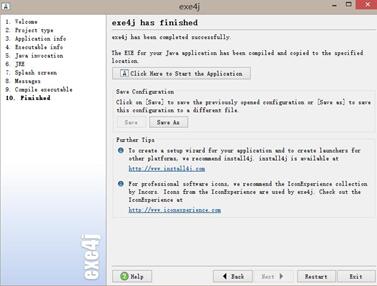 exe4j
1. Welcome
2. Project type
3. Application info
4. Executable info
5. Java invocation
6. JRE
7. Splash screen
8. Messages
9. Compile executable
10. Finished
exe4j
exe4j has finished
exe4j has been completed successfully.
The EXE for your Java application has been compiled and copied to the specified
location.
Click Here to Start the Application
Save Configuration
Click on [Save] to save the previously opened configuration or [Save as] to save
this configuration to a different file.
Save Save As
Further Tips
To create a setup wizard for your application and to create launchers for
other platforms, we recommend install4j. install4j is available at
http://www.install4j.com
For professional software icons, we recommend the IconExperience collection
by Incors. Icons from the IconExperience are used by exe4j. Check out the
IconExperience at
http://www.iconexperience.com
Help Back Next Restart Exit